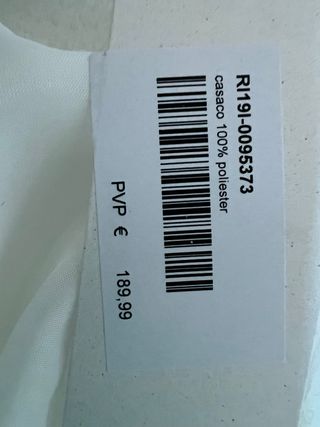 RI19I-0095373
casaco 100% poliester
PVP € 189,99